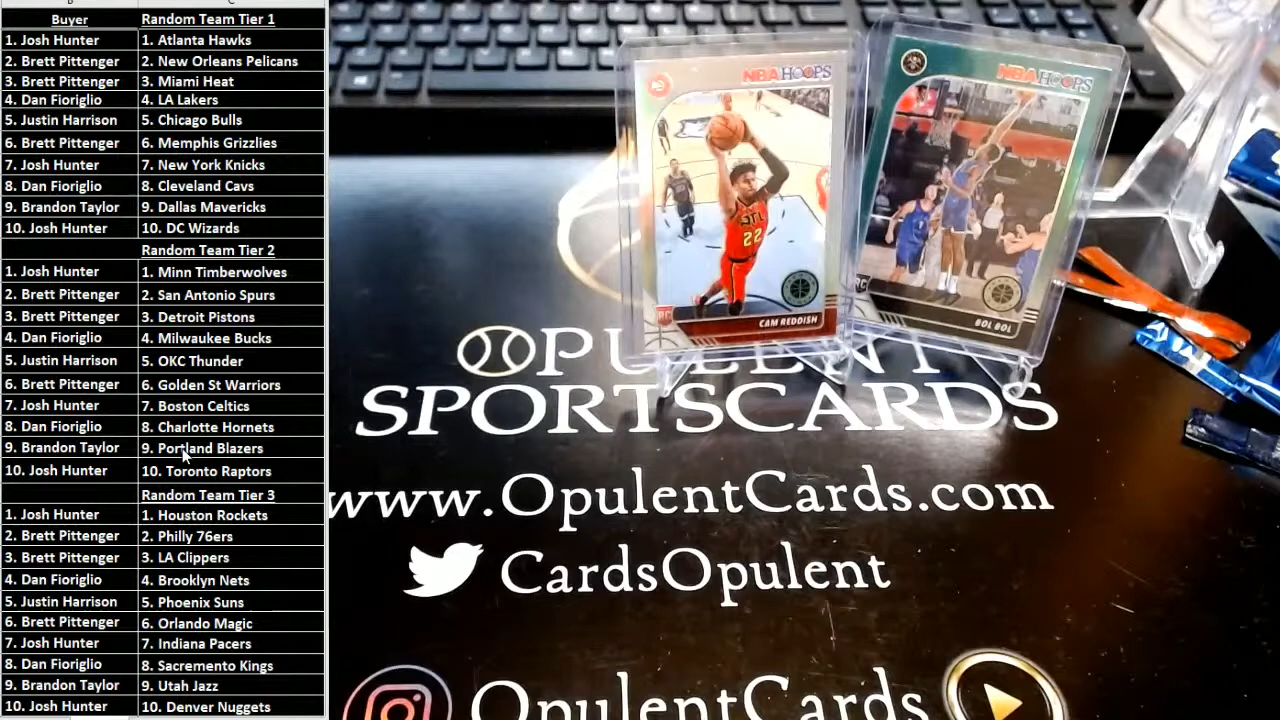 Buyer Random Team Tier 1
1. Josh Hunter 1. Atlanta Hawks
2. Brett Pittenger 2. New Orleans Pelicans
3. Brett Pittenger 3. Miami Heat
4. Dan Fioriglio 4. LA Lakers
5. Justin Harrison 5. Chicago Bulls
6. Brett Pittenger 6. Memphis Grizzlies
7. Josh Hunter 7. New York Knicks
8. Dan Fioriglio 8. Cleveland Cavs
9. Brandon Taylor 9. Dallas Mavericks
10. Josh Hunter 10. DC Wizards
Random Team Tier 2
1. Josh Hunter 1. Minn Timberwolves
2. Brett Pittenger 2. San Antonio Spurs
3. Brett Pittenger 3. Detroit Pistons
4. Dan Fioriglio 4. Milwaukee Bucks
5. Justin Harrison 5. OKC Thunder
6. Brett Pittenger 6. Golden St Warriors
7. Josh Hunter 7. Boston Celtics
8. Dan Fioriglio 8. Charlotte Hornets
9. Brandon Taylor 9. Portland Blazers
10. Josh Hunter 10. Toronto Raptors
Random Team Tier 3
1. Josh Hunter 1. Houston Rockets
2. Brett Pittenger 2. Philly 76ers
3. Brett Pittenger 3. LA Clippers
4. Dan Fioriglio 4. Brooklyn Nets
5. Justin Harrison 5. Phoenix Suns
6. Brett Pittenger 6. Orlando Magic
7. Josh Hunter 7. Indiana Pacers
8. Dan Fioriglio 8. Sacremento Kings
9. Brandon Taylor 9. Utah Jazz
10. Josh Hunter 10. Denver Nuggets
NBA HOOPS
ATL
22
RC
CAM REDDISH
NBA HOOPS
RC
BOL BOL
OPULENT
SPORTSCARDS
www.OpulentCards.com
CardsOpulent
OpulentCards